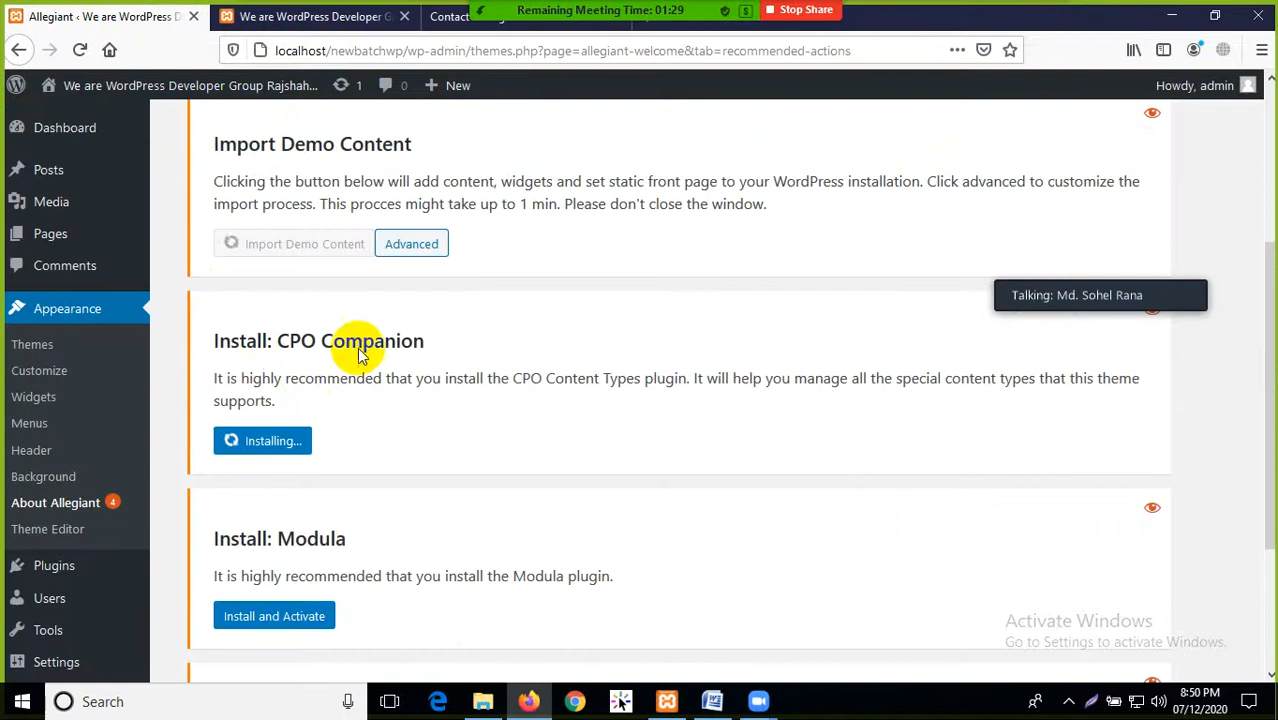 Remaining Meeting Time: 01:29
Stop Share
Allegiant ‹ We are WordPress D
We are WordPress Developer G
Contact
localhost/newbatchwp/wp-admin/themes.php?page=allegiant-welcome&tab=recommended-actions
We are WordPress Developer Group Rajshah...
1
0
New
Howdy, admin
Dashboard
Posts
Media
Pages
Comments
Appearance
Themes
Customize
Widgets
Menus
Header
Background
About Allegiant 4
Theme Editor
Plugins
Users
Tools
Settings
Import Demo Content
Clicking the button below will add content, widgets and set static front page to your WordPress installation. Click advanced to customize the
import process. This procces might take up to 1 min. Please don't close the window.
Import Demo Content
Advanced
Talking: Md. Sohel Rana
Install: CPO Companion
It is highly recommended that you install the CPO Content Types plugin. It will help you manage all the special content types that this theme
supports.
Installing...
Install: Modula
It is highly recommended that you install the Modula plugin.
Install and Activate
Activate Windows
Go to Settings to activate Windows.
Search
8:50 PM
07/12/2020